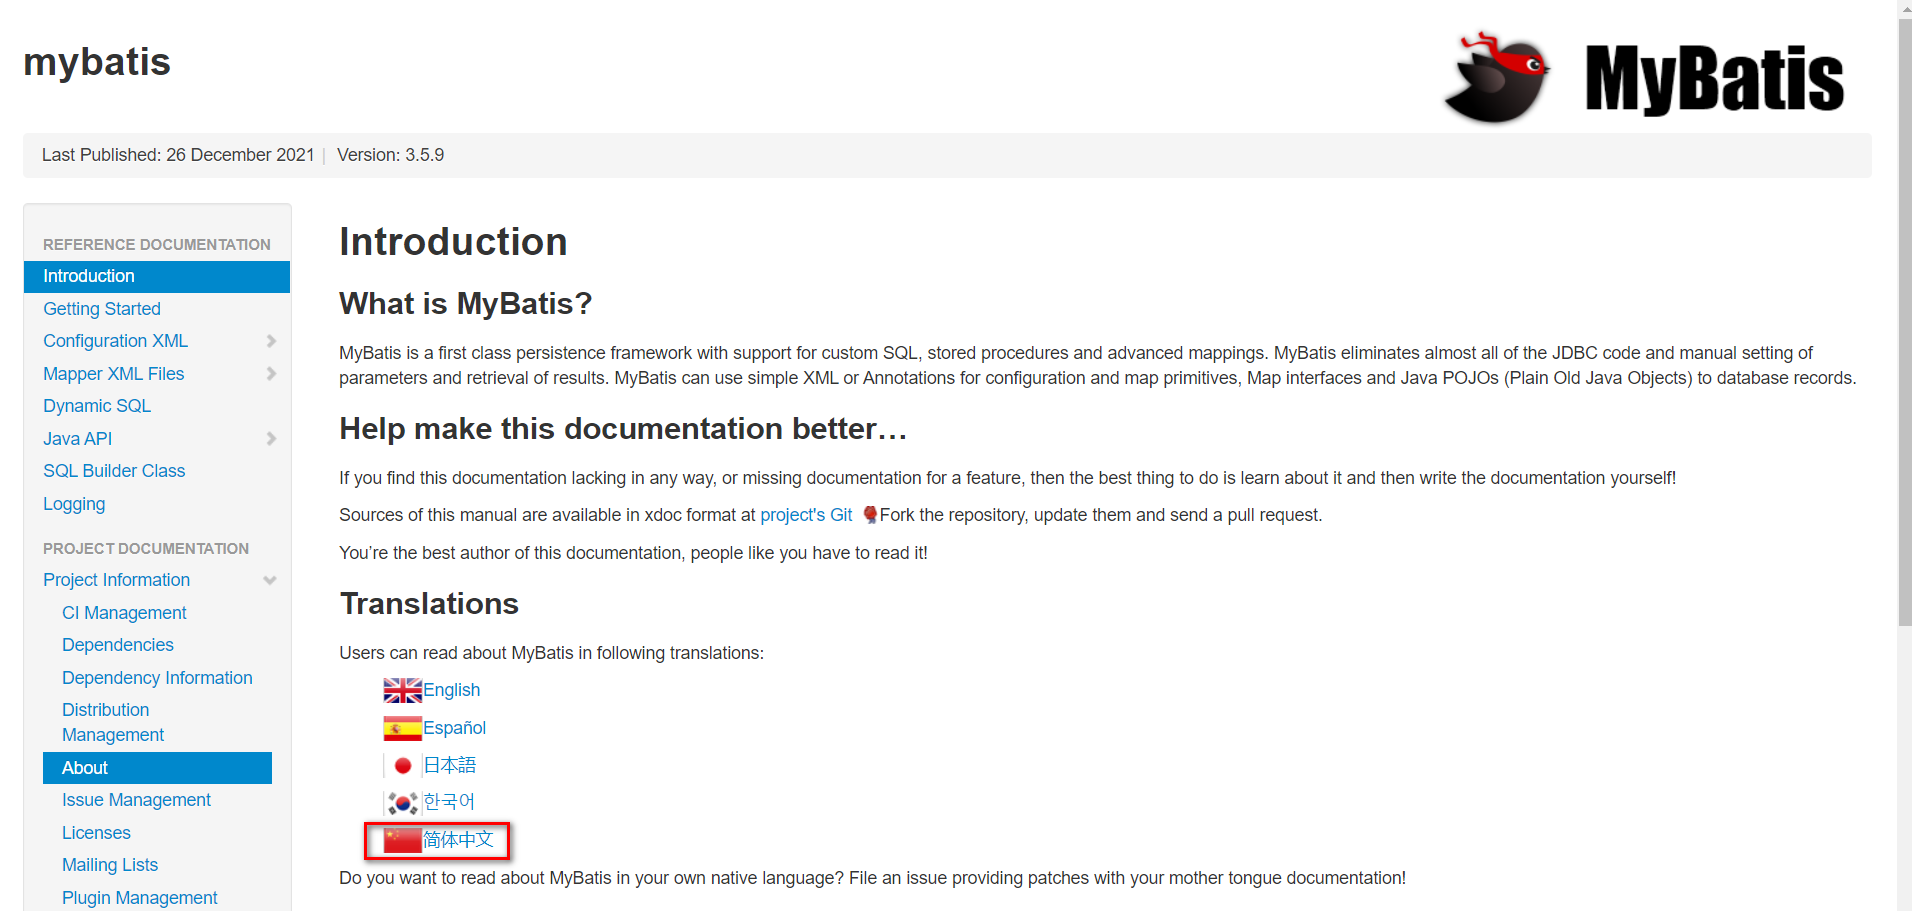 mybatis
MyBatis
Last Published: 26 December 2021 | Version: 3.5.9
REFERENCE DOCUMENTATION
Introduction
Getting Started
Configuration XML
Mapper XML Files
Dynamic SQL
Java API
SQL Builder Class
Logging
PROJECT DOCUMENTATION
Project Information
CI Management
Dependencies
Dependency Information
Distribution
Management
About
Issue Management
Licenses
Mailing Lists
Plugin Management
Introduction
What is MyBatis?
MyBatis is a first class persistence framework with support for custom SQL, stored procedures and advanced mappings. MyBatis eliminates almost all of the JDBC code and manual setting of
parameters and retrieval of results. MyBatis can use simple XML or Annotations for configuration and map primitives, Map interfaces and Java POJOs (Plain Old Java Objects) to database records.
Help make this documentation better…
If you find this documentation lacking in any way, or missing documentation for a feature, then the best thing to do is learn about it and then write the documentation yourself!
Sources of this manual are available in xdoc format at project's Git Fork the repository, update them and send a pull request.
You’re the best author of this documentation, people like you have to read it!
Translations
Users can read about MyBatis in following translations:
English
Español
日本語
한국어
简体中文
Do you want to read about MyBatis in your own native language? File an issue providing patches with your mother tongue documentation!